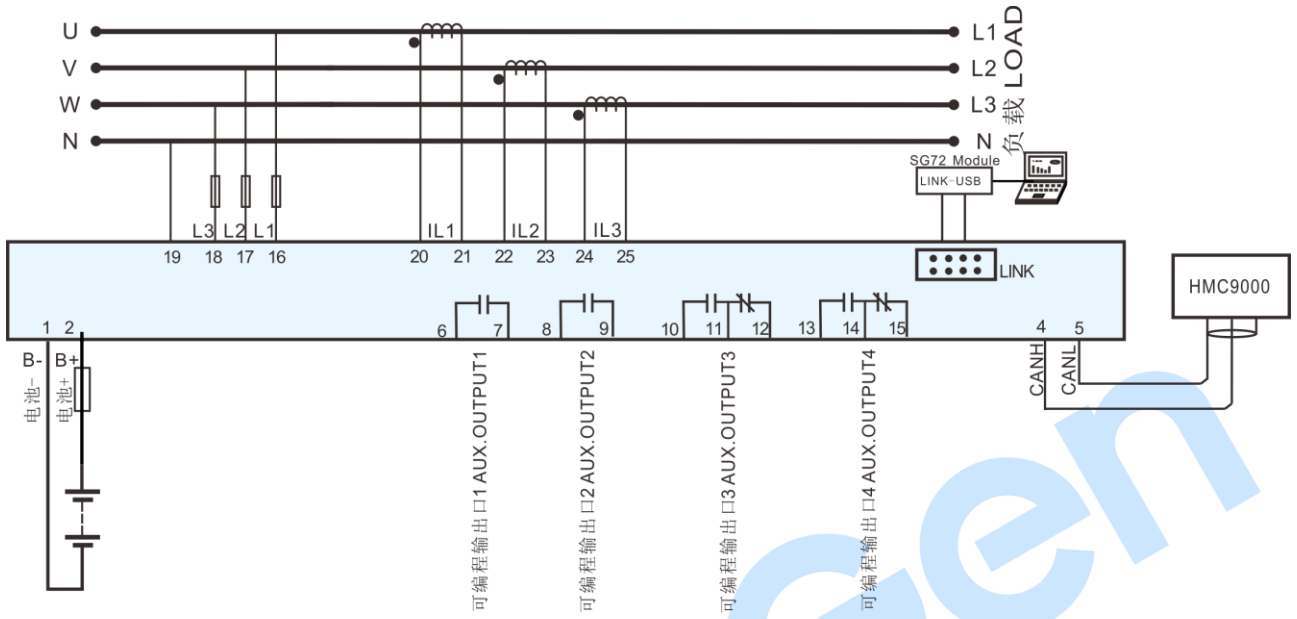 U
L1
V
L2
W
L3
N
N
负载 LOAD
SG72 Module
LINK-USB
L3
L2
L1
IL1
IL2
IL3
19
18
17
16
20
21
22
23
24
25
LINK
HMC9000
1
2
6
7
8
9
10
11
12
13
14
15
4
5
B-
B+
电池-
电池+
可编程输出口1 AUX.OUTPUT1
可编程输出口2 AUX.OUTPUT2
可编程输出口3 AUX.OUTPUT3
可编程输出口4 AUX.OUTPUT4
CANH
CANL
Gen